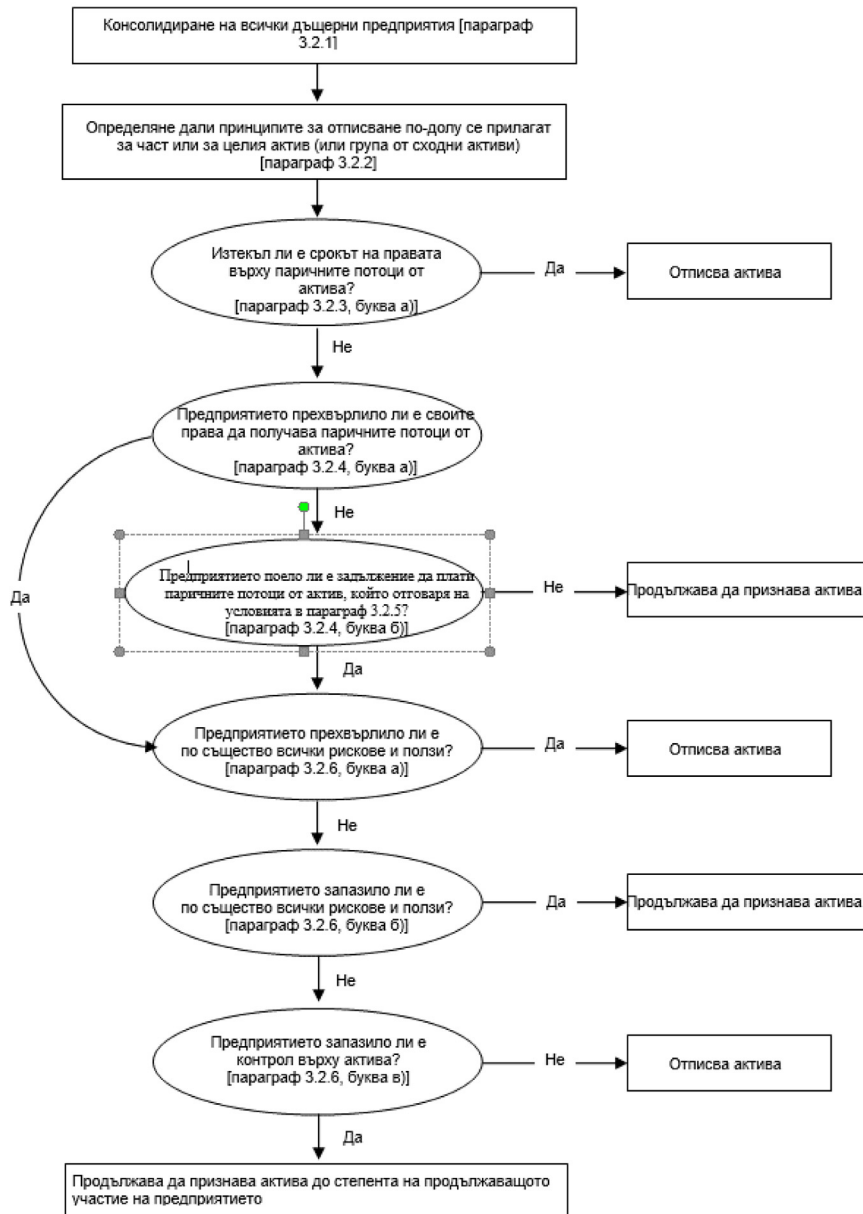 Консолидиране на всички дъщерни предприятия [параграф
3.2.1]
Определяне дали принципите за отписване по-долу се прилагат
за част или за целия актив (или група от сходни активи)
[параграф 3.2.2]
Изтекъл ли е срокът на правата
върху паричните потоци от
актива?
[параграф 3.2.3, буква а)]
Да
Отписва актива
Не
Предприятието прехвърлило ли е своите
права да получава паричните потоци от
актива?
[параграф 3.2.4, буква а)]
Не
Да
Предприятието поело ли е задължение да плати
паричните потоци от актив, който отговаря на
условията в параграф 3.2.5?
[параграф 3.2.4, буква б)]
Не
Продължава да признава актива
Да
Предприятието прехвърлило ли е
по същество всички рискове и ползи?
[параграф 3.2.6, буква а)]
Да
Отписва актива
Не
Предприятието запазило ли е
по същество всички рискове и ползи?
[параграф 3.2.6, буква б)]
Да
Продължава да признава актива
Не
Предприятието запазило ли е
контрол върху актива?
[параграф 3.2.6, буква в)]
Не
Отписва актива
Да
Продължава да признава актива до степента на продължаващото
участие на предприятието